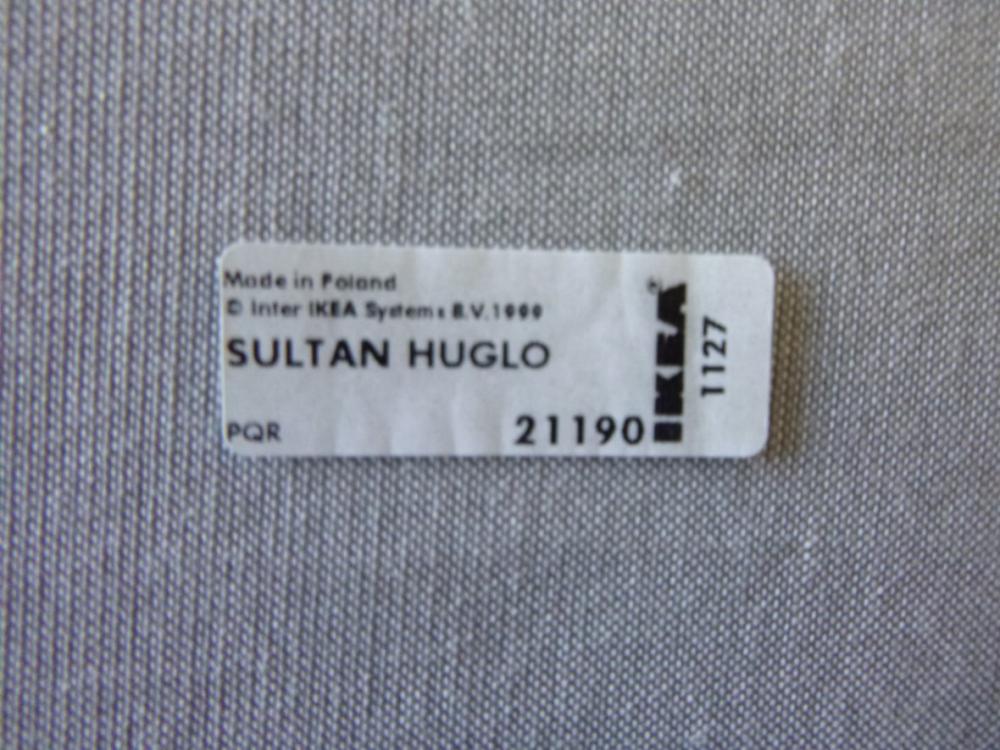 Made in Poland
© Inter IKEA Systems B.V. 1999
SULTAN HUGLO
PQR
21190
® IKEA
1127